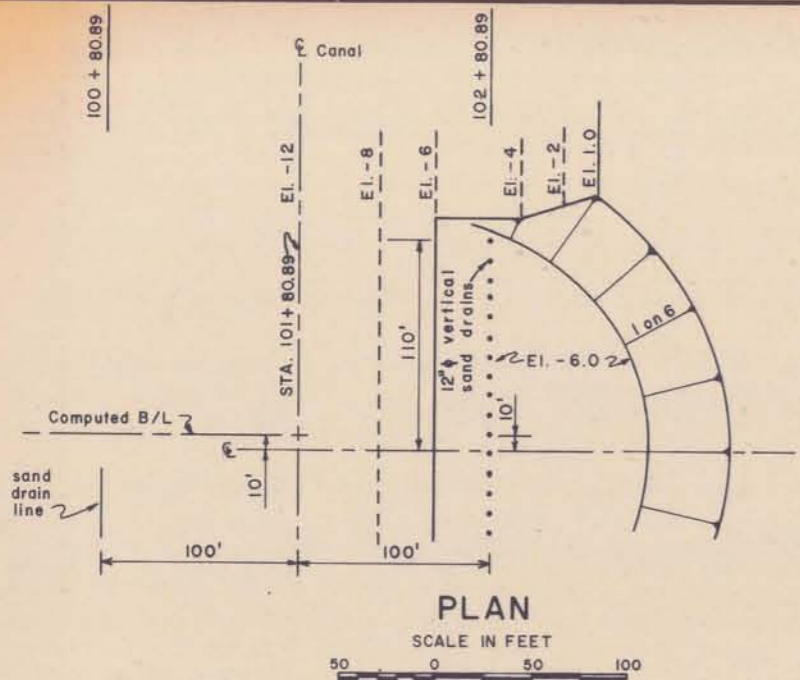 100 + 80.89
℄ Canal
102 + 80.89
El. -12
El. -8
El. -6
El. -4
El. -2
El. 1.0
STA. 101 + 80.89
110'
12"ϕ vertical
sand drains
1 on 6
El. -6.0
10'
Computed B/L
℄
10'
sand
drain
line
100'
100'
PLAN
SCALE IN FEET
50 0 50 100